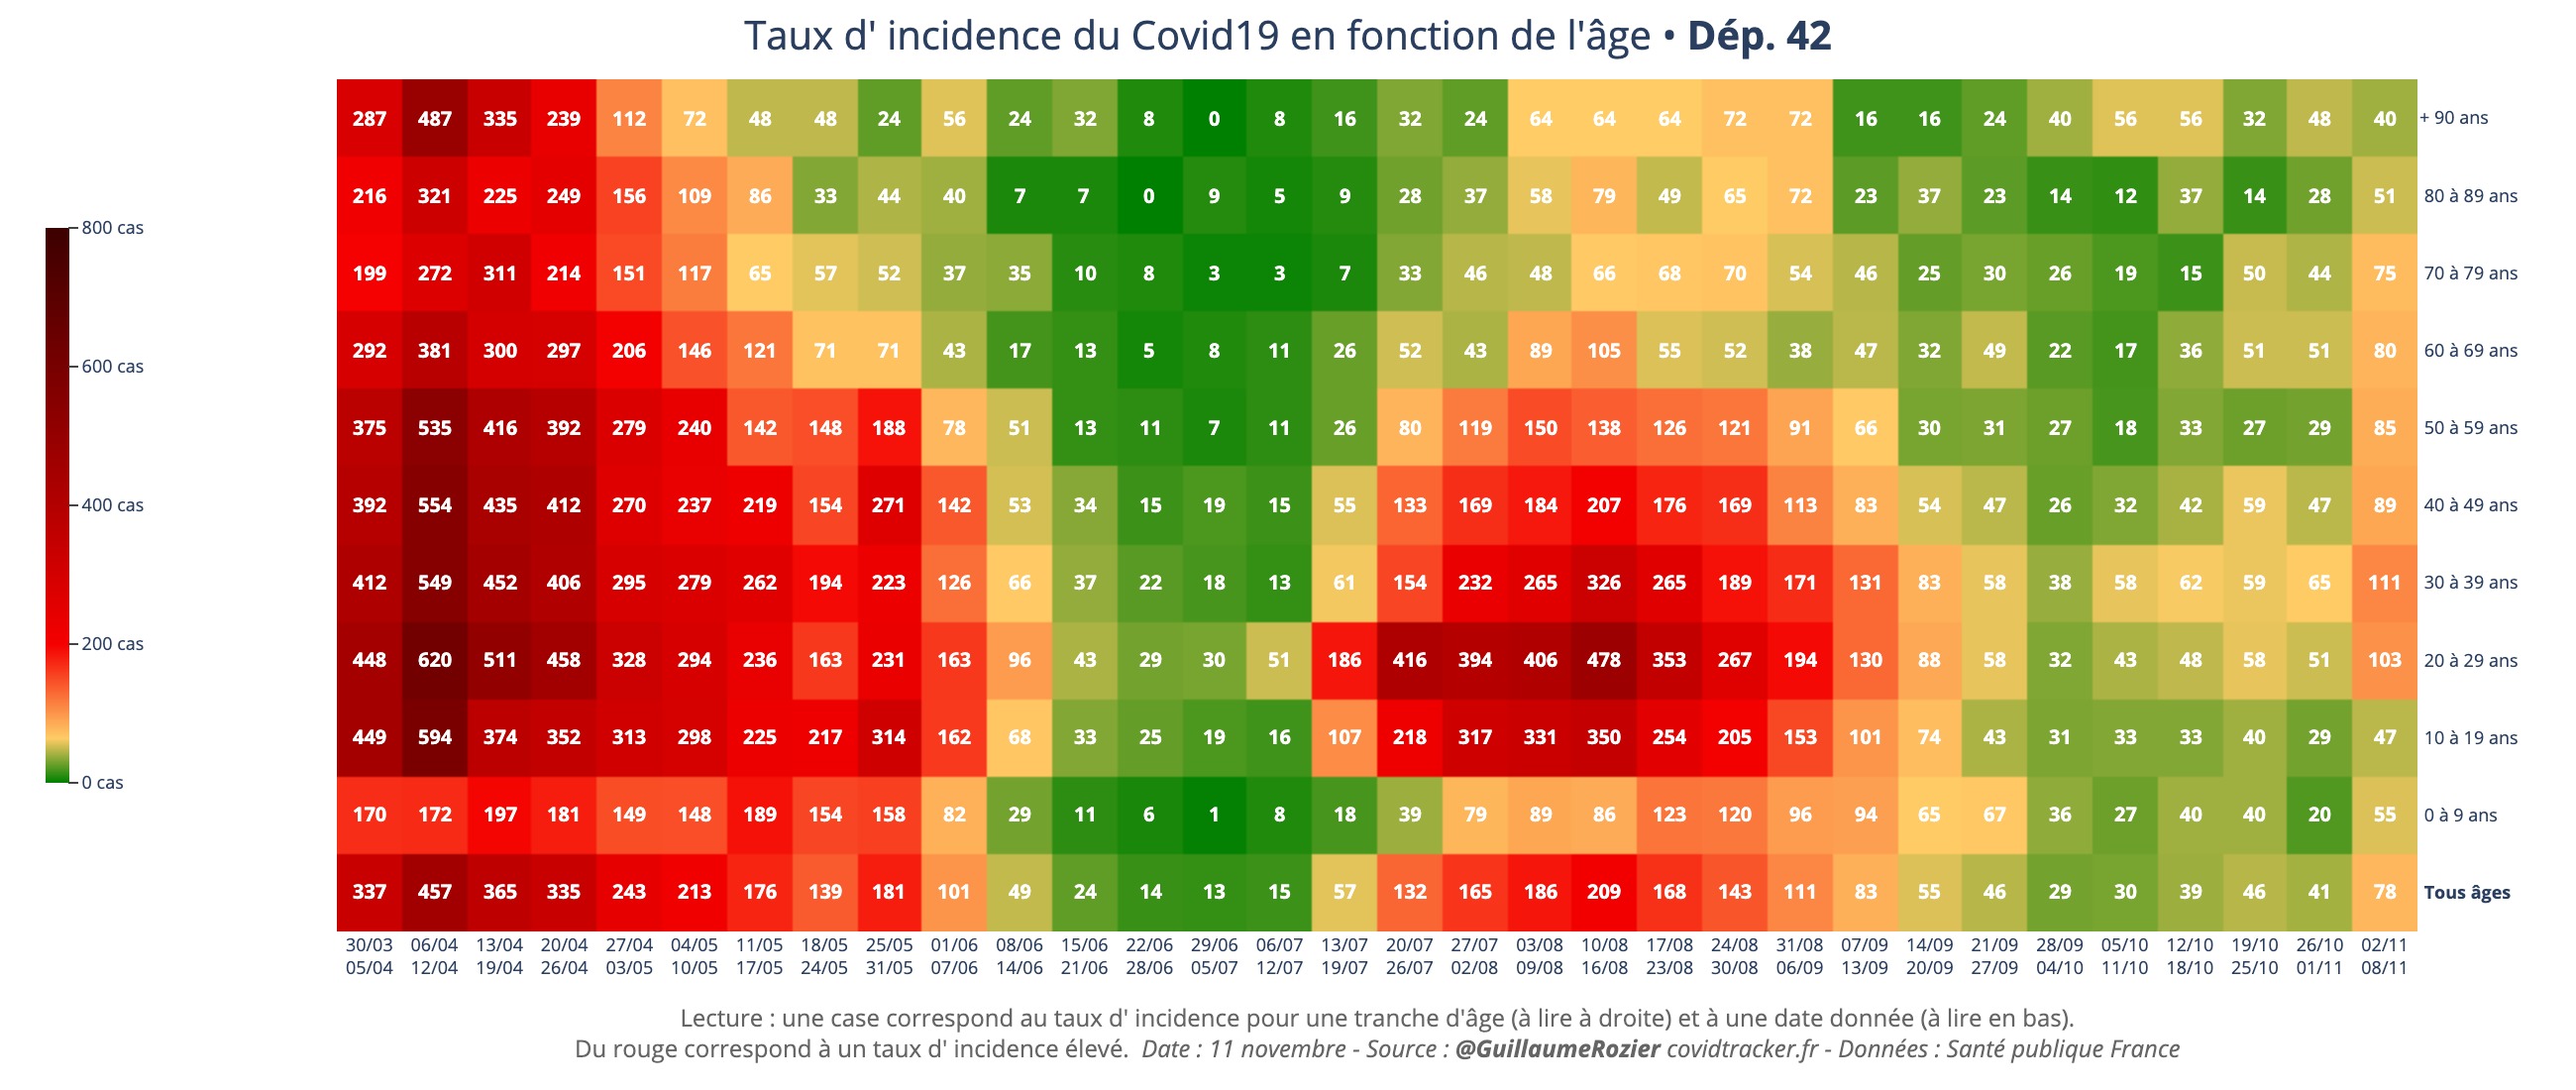 Taux d' incidence du Covid19 en fonction de l'âge • Dép. 42
800 cas
600 cas
400 cas
200 cas
0 cas
287 487 335 239 112 72 48 48 24 56 24 32 8 0 8 16 32 24 64 64 64 72 72 16 16 24 40 56 56 32 48 40 + 90 ans
216 321 225 249 156 109 86 33 44 40 7 7 0 9 5 9 28 37 58 79 49 65 72 23 37 23 14 12 37 14 28 51 80 à 89 ans
199 272 311 214 151 117 65 57 52 37 35 10 8 3 3 7 33 46 48 66 68 70 54 46 25 30 26 19 15 50 44 75 70 à 79 ans
292 381 300 297 206 146 121 71 71 43 17 13 5 8 11 26 52 43 89 105 55 52 38 47 32 49 22 17 36 51 51 80 60 à 69 ans
375 535 416 392 279 240 142 148 188 78 51 13 11 7 11 26 80 119 150 138 126 121 91 66 30 31 27 18 33 27 29 85 50 à 59 ans
392 554 435 412 270 237 219 154 271 142 53 34 15 19 15 55 133 169 184 207 176 169 113 83 54 47 26 32 42 59 47 89 40 à 49 ans
412 549 452 406 295 279 262 194 223 126 66 37 22 18 13 61 154 232 265 326 265 189 171 131 83 58 38 58 62 59 65 111 30 à 39 ans
448 620 511 458 328 294 236 163 231 163 96 43 29 30 51 186 416 394 406 478 353 267 194 130 88 58 32 43 48 58 51 103 20 à 29 ans
449 594 374 352 313 298 225 217 314 162 68 33 25 19 16 107 218 317 331 350 254 205 153 101 74 43 31 33 33 40 29 47 10 à 19 ans
170 172 197 181 149 148 189 154 158 82 29 11 6 1 8 18 39 79 89 86 123 120 96 94 65 67 36 27 40 40 20 55 0 à 9 ans
337 457 365 335 243 213 176 139 181 101 49 24 14 13 15 57 132 165 186 209 168 143 111 83 55 46 29 30 39 46 41 78 Tous âges
30/03 06/04 13/04 20/04 27/04 04/05 11/05 18/05 25/05 01/06 08/06 15/06 22/06 29/06 06/07 13/07 20/07 27/07 03/08 10/08 17/08 24/08 31/08 07/09 14/09 21/09 28/09 05/10 12/10 19/10 26/10 02/11
05/04 12/04 19/04 26/04 03/05 10/05 17/05 24/05 31/05 07/06 14/06 21/06 28/06 05/07 12/07 19/07 26/07 02/08 09/08 16/08 23/08 30/08 06/09 13/09 20/09 27/09 04/10 11/10 18/10 25/10 01/11 08/11
Lecture : une case correspond au taux d' incidence pour une tranche d'âge (à lire à droite) et à une date donnée (à lire en bas).
Du rouge correspond à un taux d' incidence élevé. Date : 11 novembre - Source : @GuillaumeRozier covidtracker.fr - Données : Santé publique France